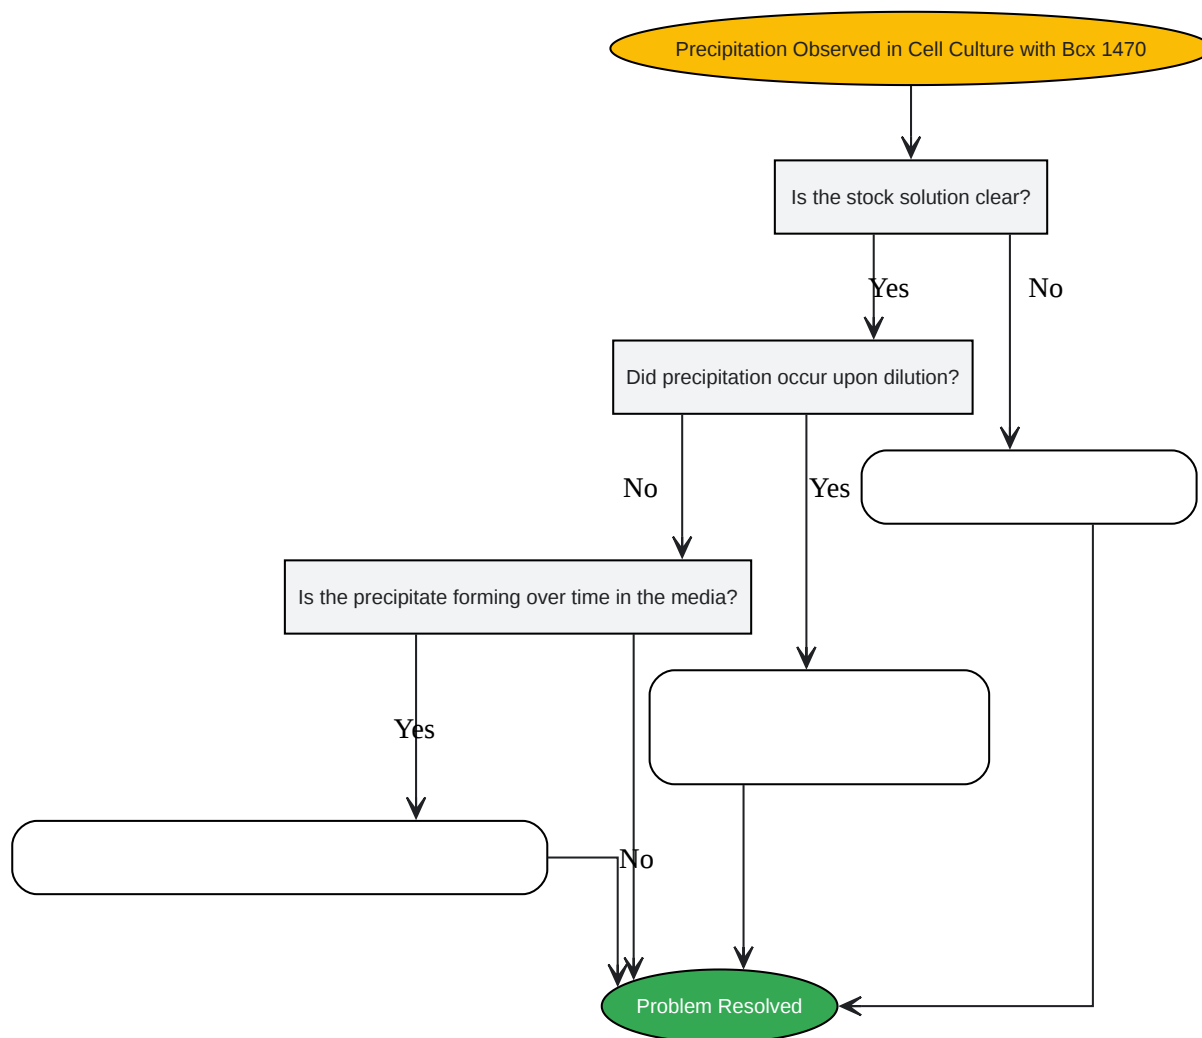 Precipitation Observed in Cell Culture with Bcx 1470
Is the stock solution clear?
Yes
No
Did precipitation occur upon dilution?
No
Yes
Is the precipitate forming over time in the media?
Yes
No
Problem Resolved